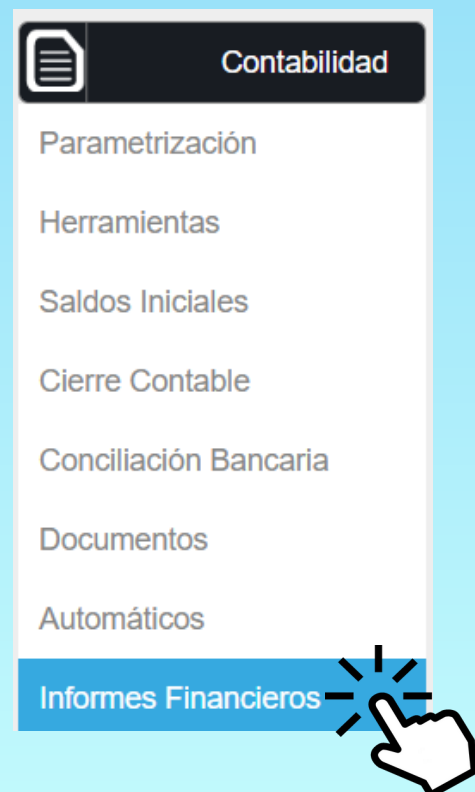 Contabilidad
Parametrización
Herramientas
Saldos Iniciales
Cierre Contable
Conciliación Bancaria
Documentos
Automáticos
Informes Financieros